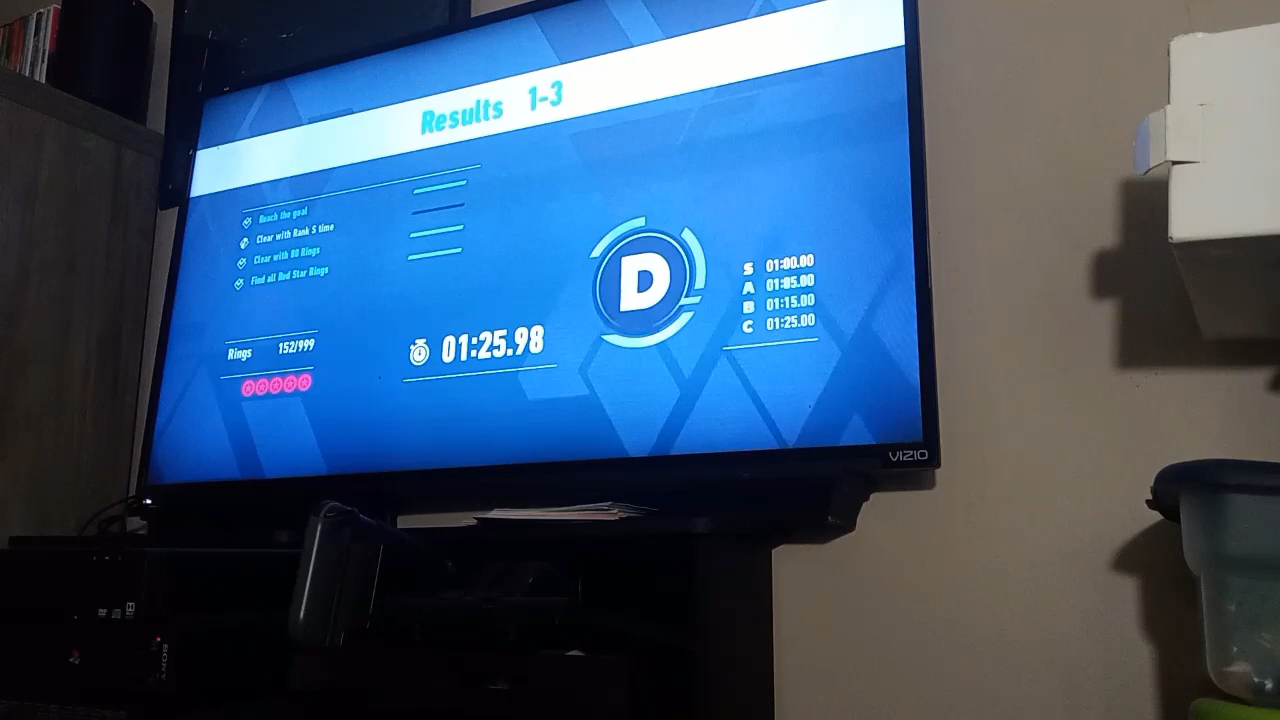 Results 1-3
Reach the goal
Clear with Rank S time
Clear with 80 Rings
Find all Red Star Rings
Rings 152/999
01:25.98
D
S 01:00.00
A 01:05.00
B 01:15.00
C 01:25.00
VIZIO
SONY